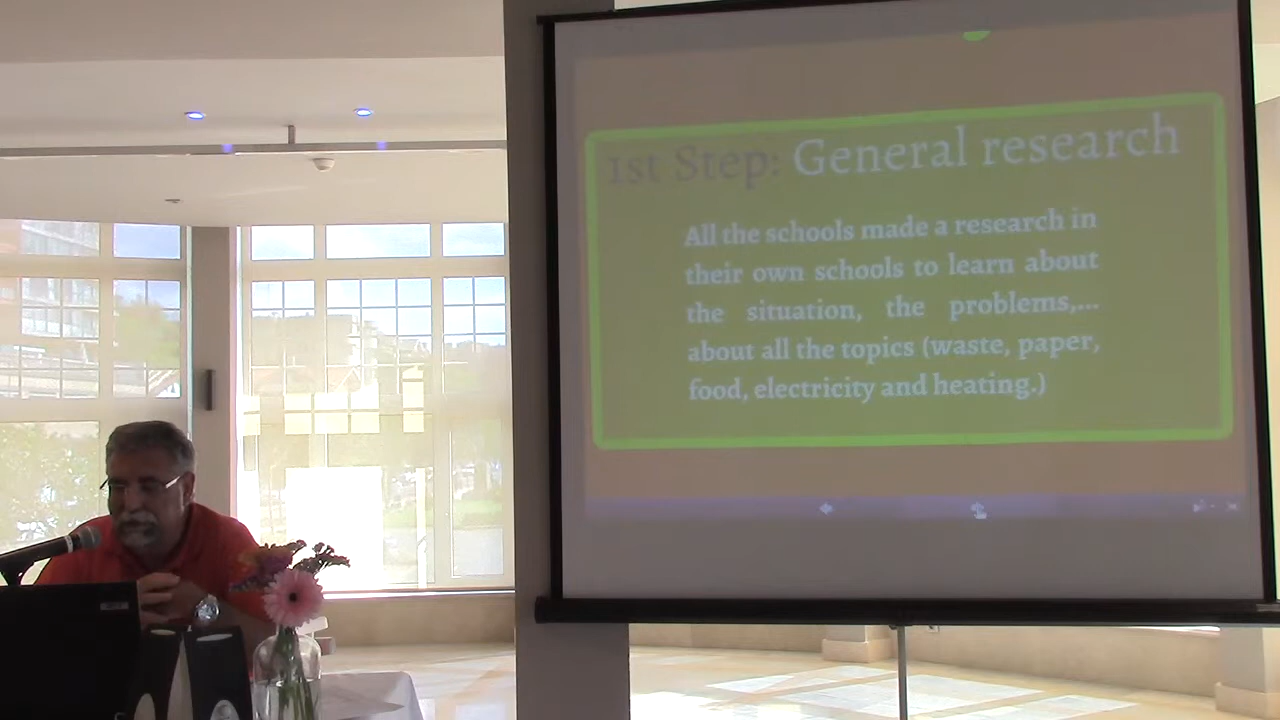 1st Step: General research
All the schools made a research in
their own schools to learn about
the situation, the problems,...
about all the topics (waste, paper,
food, electricity and heating.)